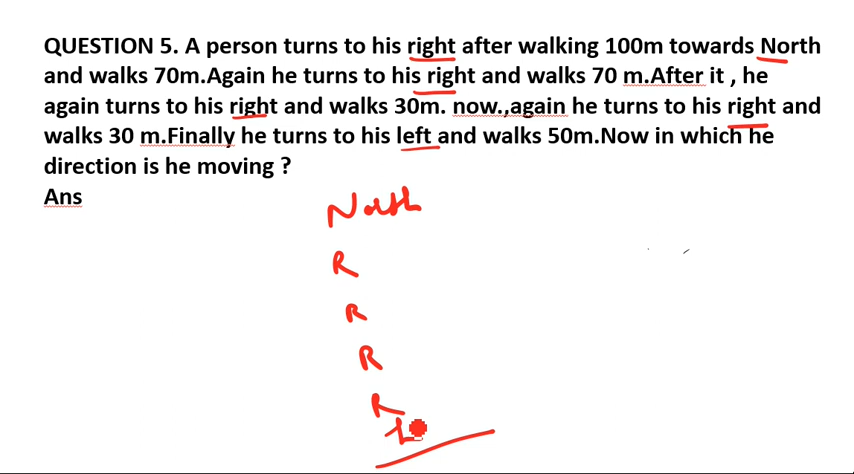 QUESTION 5. A person turns to his right after walking 100m towards North
and walks 70m.Again he turns to his right and walks 70 m.After it , he
again turns to his right and walks 30m. now.,again he turns to his right and
walks 30 m.Finally he turns to his left and walks 50m.Now in which he
direction is he moving ?
Ans
North
R
R
R
R
L